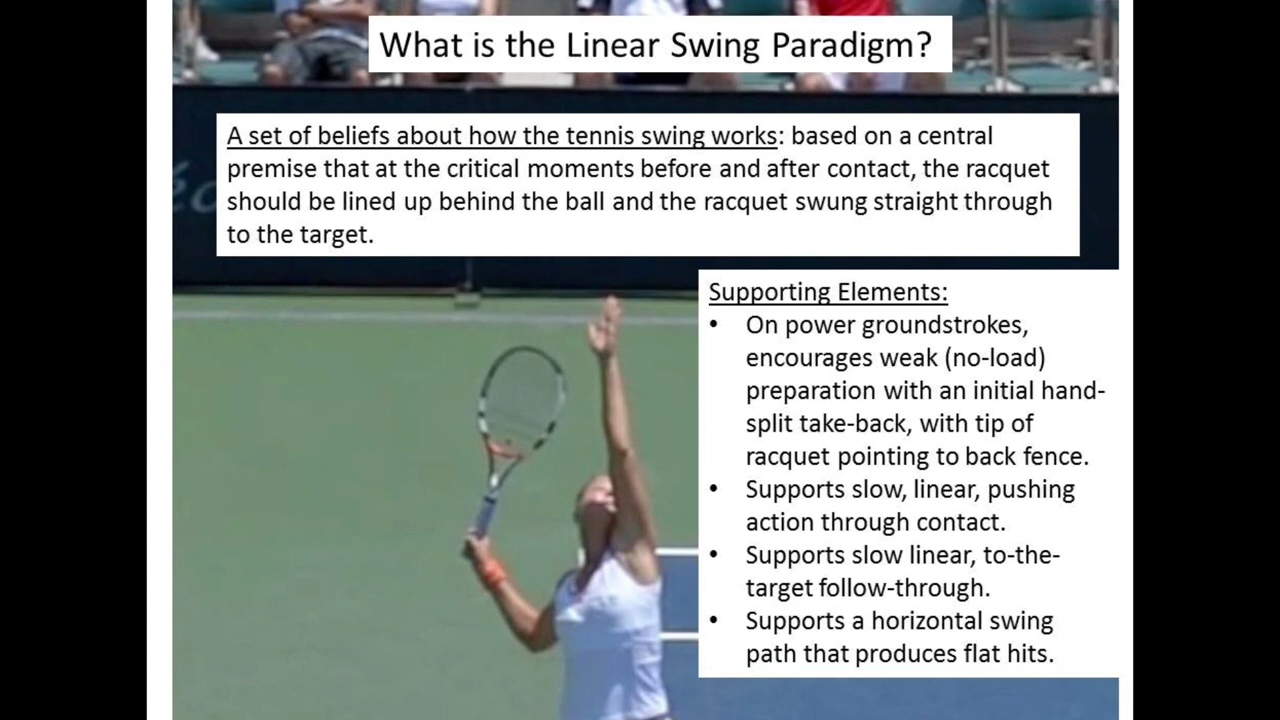 What is the Linear Swing Paradigm?
A set of beliefs about how the tennis swing works: based on a central
premise that at the critical moments before and after contact, the racquet
should be lined up behind the ball and the racquet swung straight through
to the target.
Supporting Elements:
• On power groundstrokes,
encourages weak (no-load)
preparation with an initial hand-
split take-back, with tip of
racquet pointing to back fence.
• Supports slow, linear, pushing
action through contact.
• Supports slow linear, to-the-
target follow-through.
• Supports a horizontal swing
path that produces flat hits.